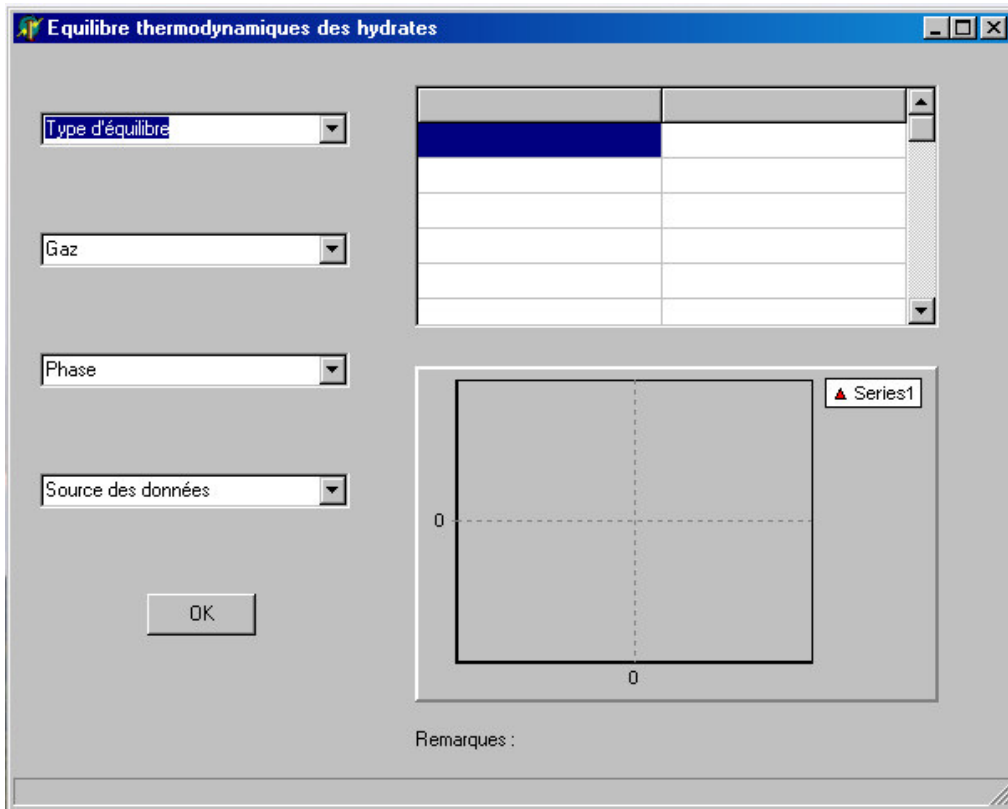 Equilibre thermodynamiques des hydrates
Type d'équilibre
Gaz
Phase
Source des données
OK
Series1
0
0
Remarques :